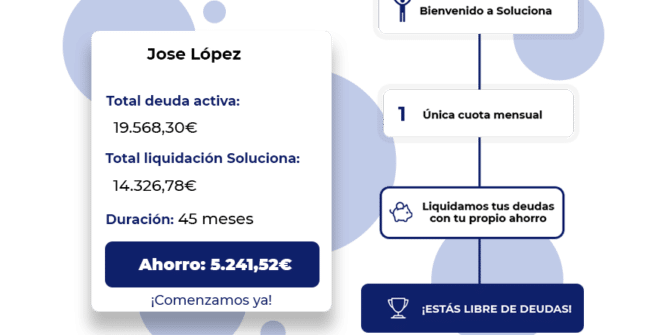 Jose López
Total deuda activa:
19.568,30€
Total liquidación Soluciona:
14.326,78€
Duración: 45 meses
Ahorro: 5.241,52€
¡Comenzamos ya!
Bienvenido a Soluciona
1 Única cuota mensual
Liquidamos tus deudas
con tu propio ahorro
¡ESTÁS LIBRE DE DEUDAS!